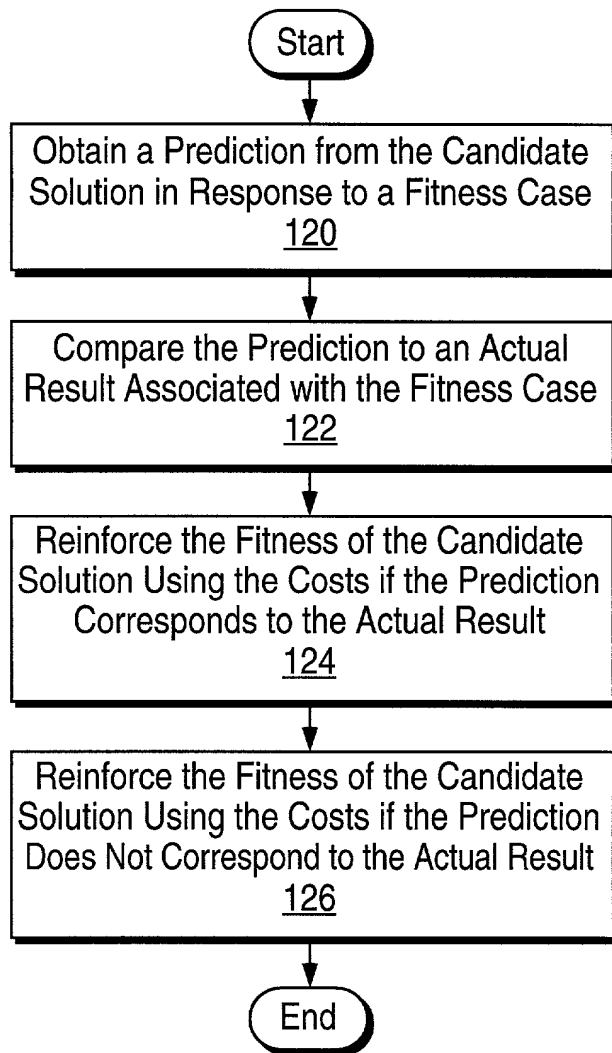 Start
Obtain a Prediction from the Candidate
Solution in Response to a Fitness Case
120
Compare the Prediction to an Actual
Result Associated with the Fitness Case
122
Reinforce the Fitness of the Candidate
Solution Using the Costs if the Prediction
Corresponds to the Actual Result
124
Reinforce the Fitness of the Candidate
Solution Using the Costs if the Prediction
Does Not Correspond to the Actual Result
126
End